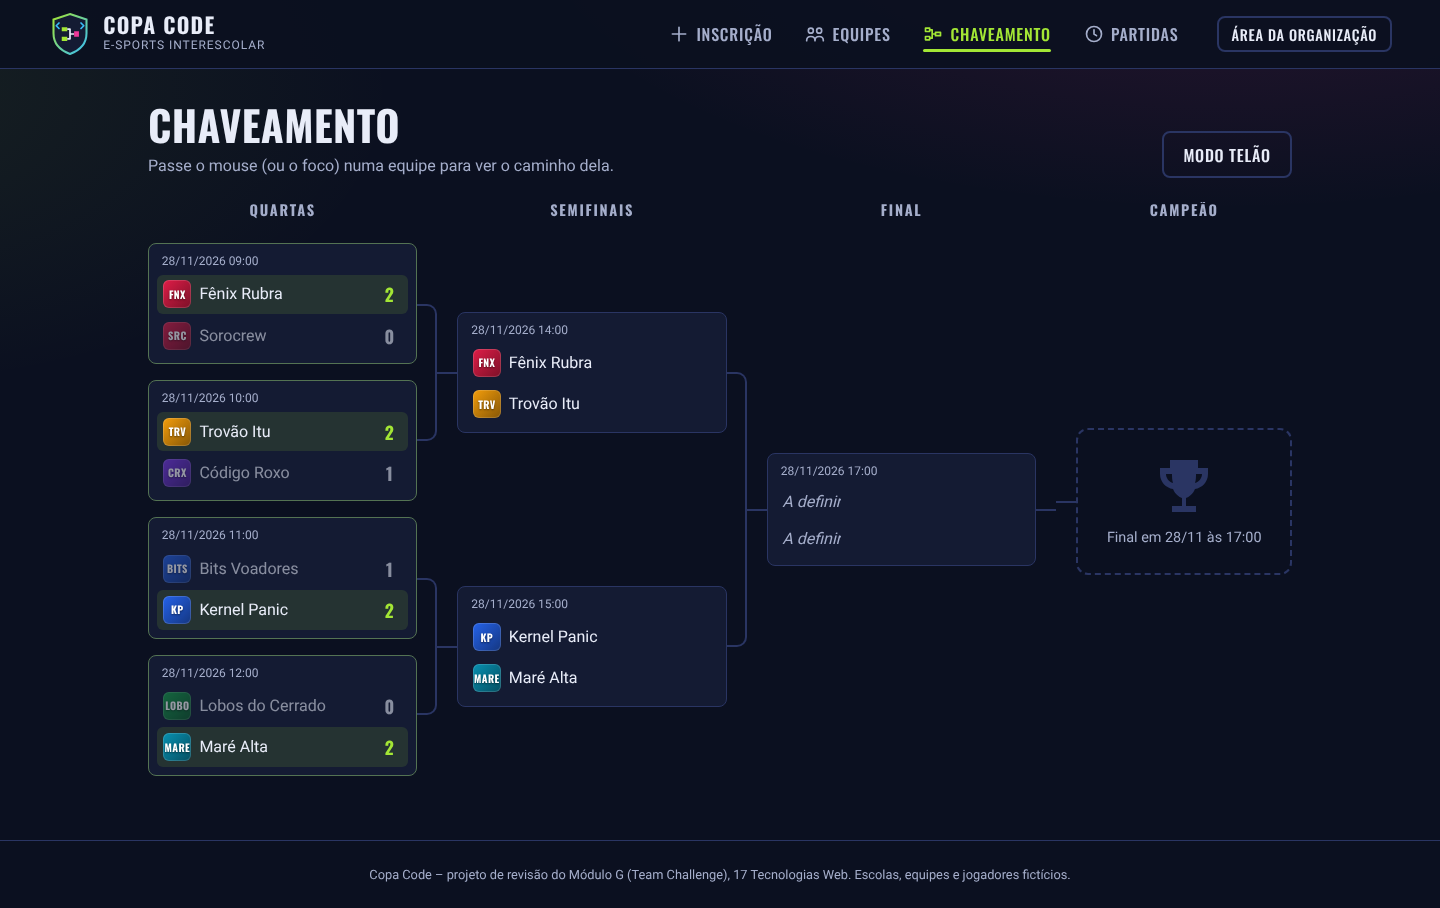 COPA CODE
E-SPORTS INTERESCOLAR
INSCRIÇÃO
EQUIPES
CHAVEAMENTO
PARTIDAS
ÁREA DA ORGANIZAÇÃO
CHAVEAMENTO
Passe o mouse (ou o foco) numa equipe para ver o caminho dela.
MODO TELÃO
QUARTAS
SEMIFINAIS
FINAL
CAMPEÃO
28/11/2026 09:00
FNX Fênix Rubra 2
SRC Sorocrew 0
28/11/2026 10:00
TRV Trovão Itu 2
CRX Código Roxo 1
28/11/2026 11:00
BITS Bits Voadores 1
KP Kernel Panic 2
28/11/2026 12:00
LOBO Lobos do Cerrado 0
MARE Maré Alta 2
28/11/2026 14:00
FNX Fênix Rubra
TRV Trovão Itu
28/11/2026 15:00
KP Kernel Panic
MARE Maré Alta
28/11/2026 17:00
A definir
A definir
Final em 28/11 às 17:00
Copa Code – projeto de revisão do Módulo G (Team Challenge), 17 Tecnologias Web. Escolas, equipes e jogadores fictícios.